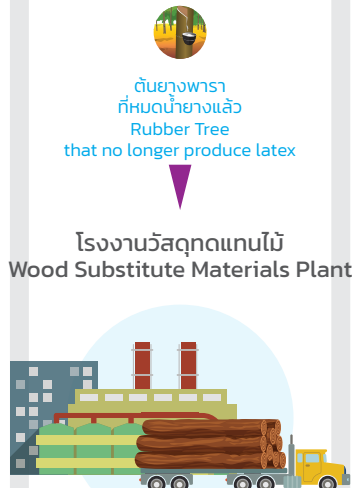 ต้นยางพารา
ที่หมดน้ำยางแล้ว
Rubber Tree
that no longer produce latex
โรงงานวัสดุทดแทนไม้
Wood Substitute Materials Plant